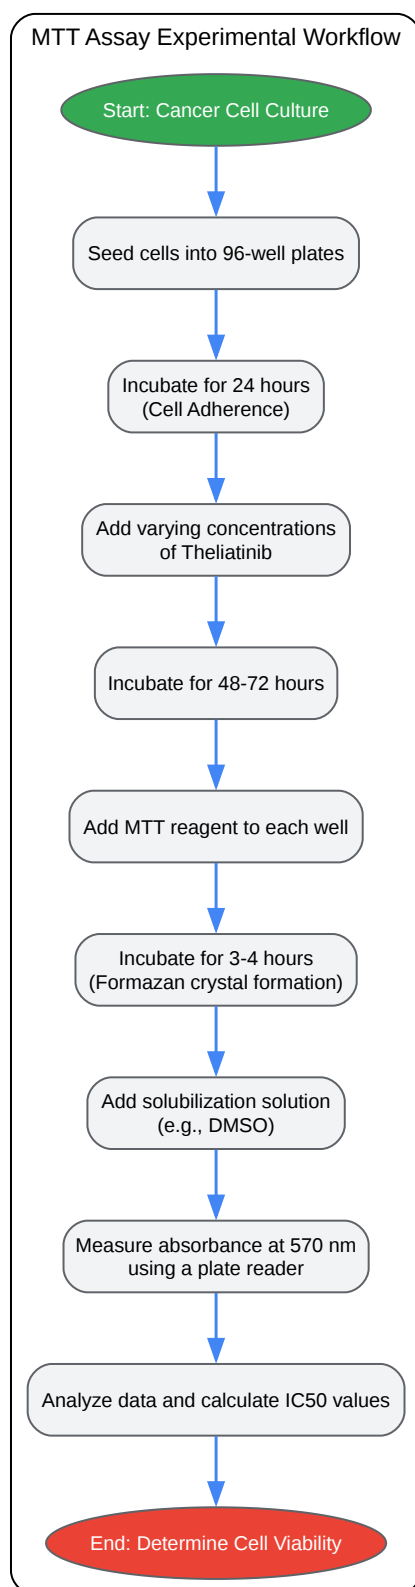 MTT Assay Experimental Workflow
Start: Cancer Cell Culture
Seed cells into 96-well plates
Incubate for 24 hours
(Cell Adherence)
Add varying concentrations
of Theliatinib
Incubate for 48-72 hours
Add MTT reagent to each well
Incubate for 3-4 hours
(Formazan crystal formation)
Add solubilization solution
(e.g., DMSO)
Measure absorbance at 570 nm
using a plate reader
Analyze data and calculate IC50 values
End: Determine Cell Viability